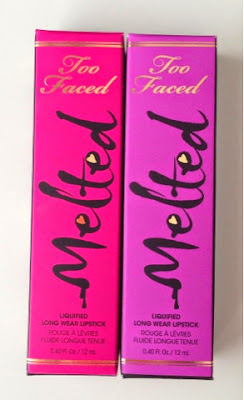 Too
Faced
Melted
LIQUIFIED
LONG WEAR LIPSTICK
ROUGE À LÈVRES
FLUIDE LONGUE TENUE
0.40 Fl.Oz. / 12 mL
Too
Faced
Melted
LIQUIFIED
LONG WEAR LIPSTICK
ROUGE À LÈVRES
FLUIDE LONGUE TENUE
0.40 Fl.Oz. / 12 mL